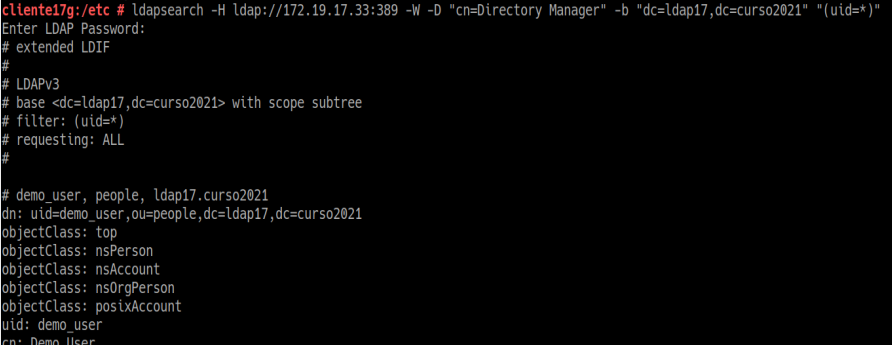 cliente17g:/etc # ldapsearch -H ldap://172.19.17.33:389 -W -D "cn=Directory Manager" -b "dc=ldap17,dc=curso2021" "(uid=*)"
Enter LDAP Password:
# extended LDIF
#
# LDAPv3
# base <dc=ldap17,dc=curso2021> with scope subtree
# filter: (uid=*)
# requesting: ALL
#
# demo_user, people, ldap17.curso2021
dn: uid=demo_user,ou=people,dc=ldap17,dc=curso2021
objectClass: top
objectClass: nsPerson
objectClass: nsAccount
objectClass: nsOrgPerson
objectClass: posixAccount
uid: demo_user
cn: Demo User